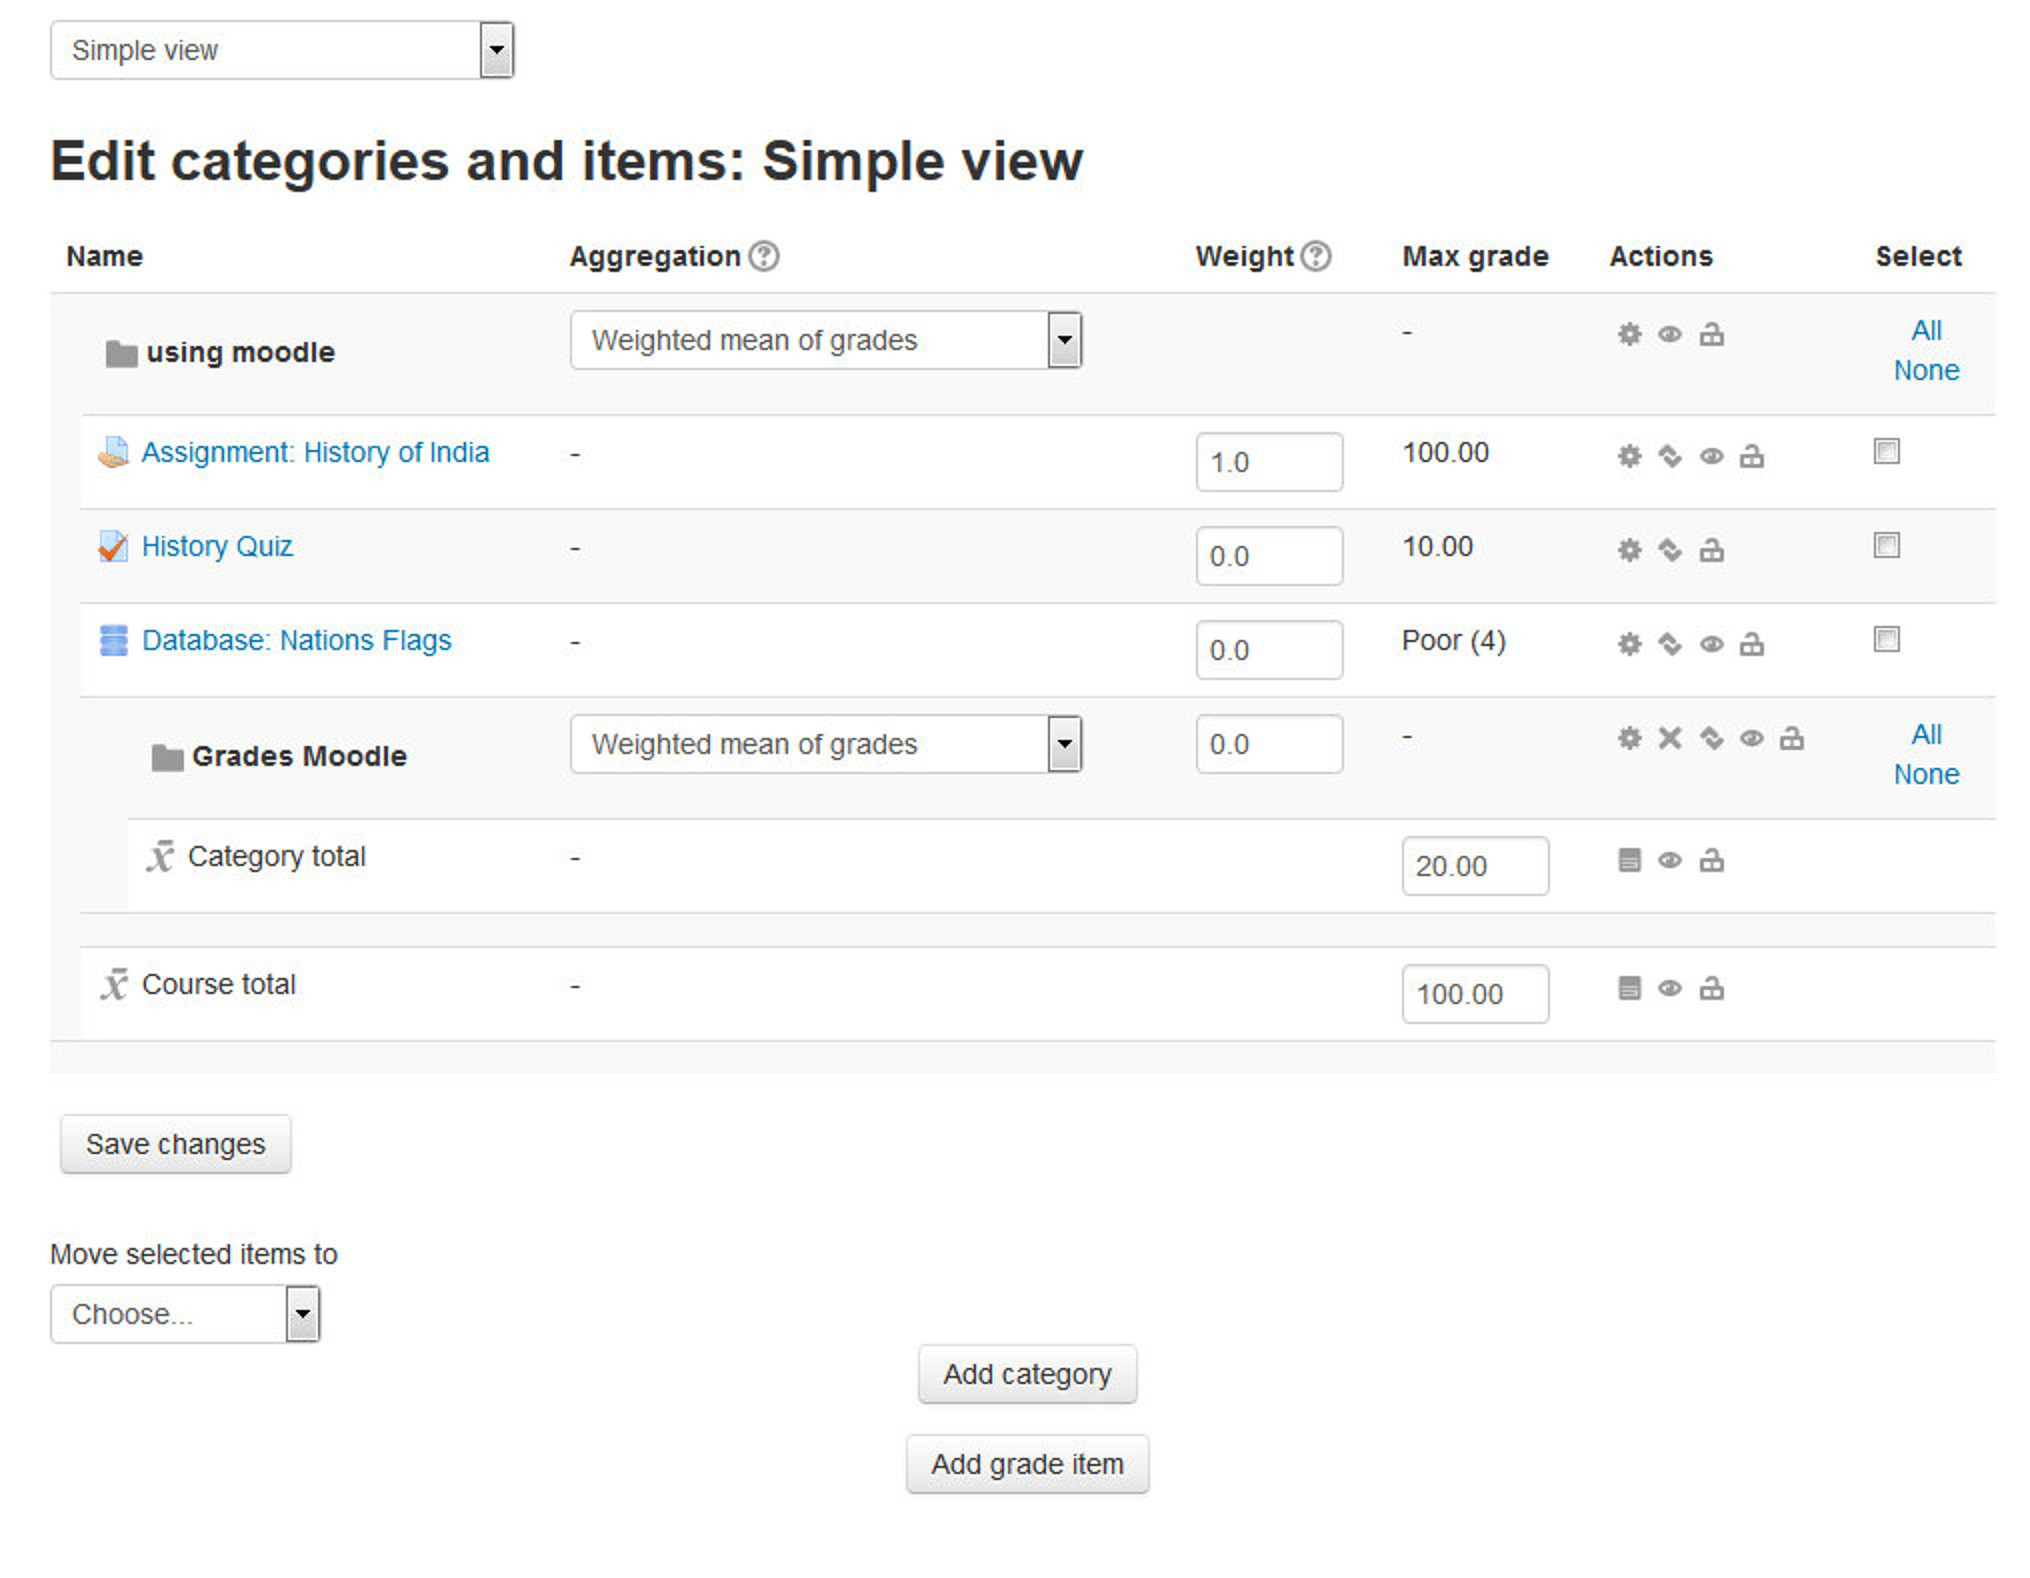 Simple view
Edit categories and items: Simple view
Name Aggregation ? Weight ? Max grade Actions Select
using moodle Weighted mean of grades - All
None
Assignment: History of India - 1.0 100.00
History Quiz - 0.0 10.00
Database: Nations Flags - 0.0 Poor (4)
Grades Moodle Weighted mean of grades 0.0 - All
None
x̄ Category total - 20.00
x̄ Course total - 100.00
Save changes
Move selected items to
Choose...
Add category
Add grade item